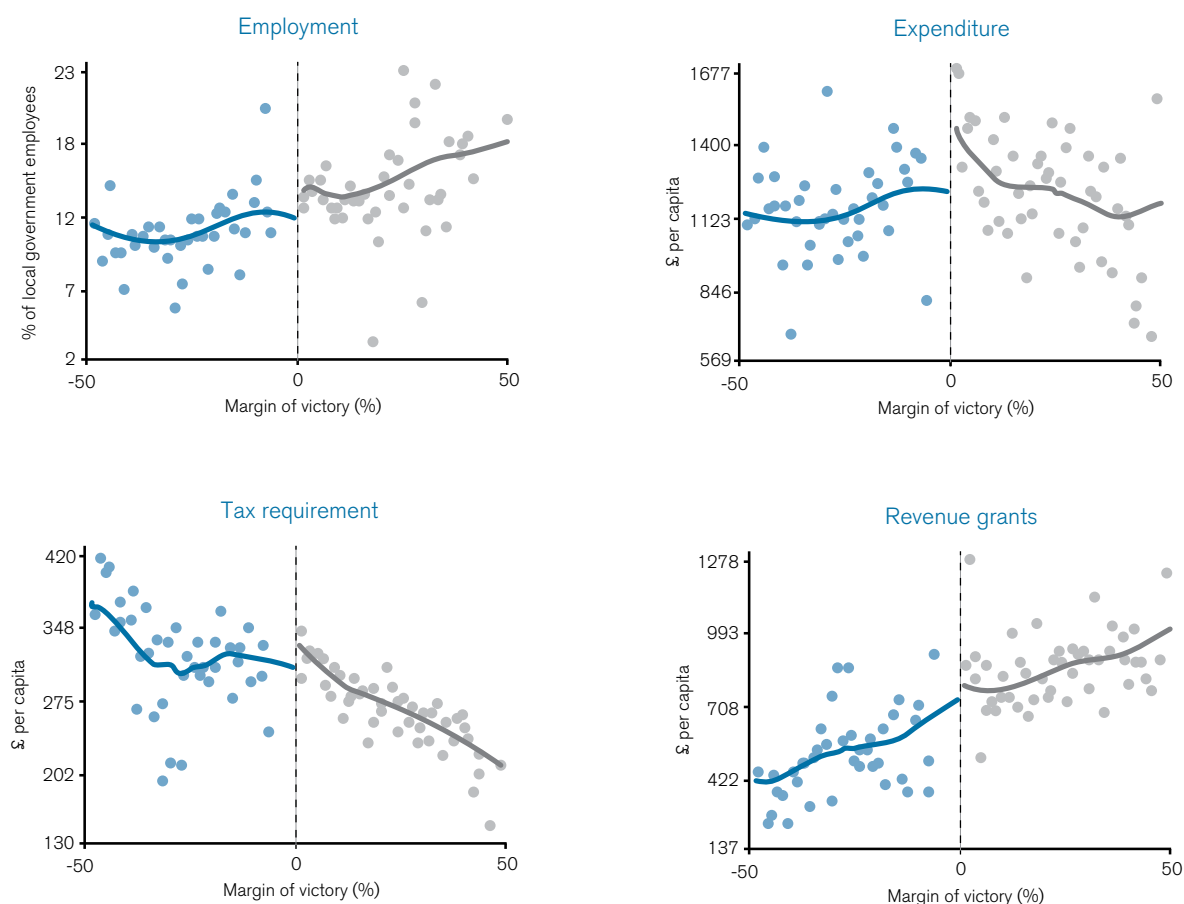 Employment
% of local government employees
23
18
12
7
2
-50
0
50
Margin of victory (%)
Expenditure
£ per capita
1677
1400
1123
846
569
-50
0
50
Margin of victory (%)
Tax requirement
£ per capita
420
348
275
202
130
-50
0
50
Margin of victory (%)
Revenue grants
£ per capita
1278
993
708
422
137
-50
0
50
Margin of victory (%)